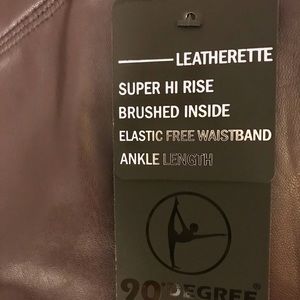 LEATHERETTE
SUPER HI RISE
BRUSHED INSIDE
ELASTIC FREE WAISTBAND
ANKLE LENGTH
90 DEGREE®